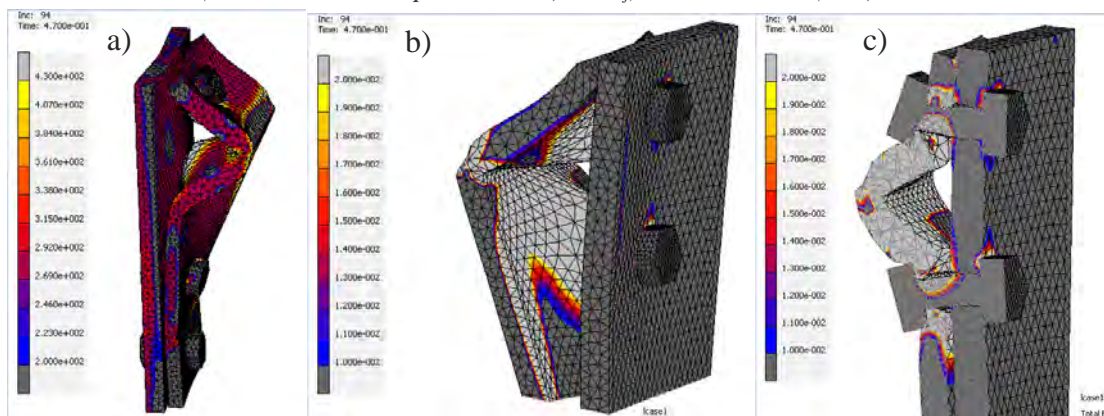 Inc: 94
Time: 4.700e-001
a)
4.300e+002
4.070e+002
3.840e+002
3.610e+002
3.380e+002
3.150e+002
2.920e+002
2.690e+002
2.460e+002
2.230e+002
2.000e+002
Inc: 94
Time: 4.700e-001
b)
2.000e-002
1.900e-002
1.800e-002
1.700e-002
1.600e-002
1.500e-002
1.400e-002
1.300e-002
1.200e-002
1.100e-002
1.000e-002
lcase1
Inc: 94
Time: 4.700e-001
c)
2.000e-002
1.900e-002
1.800e-002
1.700e-002
1.600e-002
1.500e-002
1.400e-002
1.300e-002
1.200e-002
1.100e-002
1.000e-002
lcase1